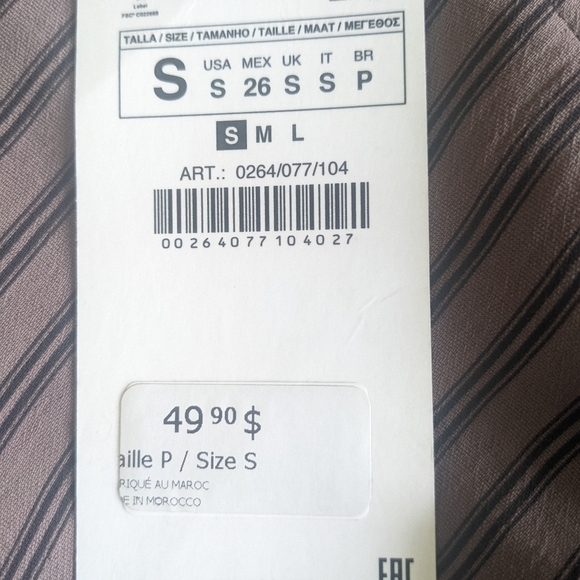 Label
TALLA / SIZE / TAMANHO / TAILLE / MAAT / ΜΕΓΕΘΟΣ
S USA MEX UK IT BR
S 26 S S P
S M L
ART.: 0264/077/104
00264077104027
49 90 $
aille P / Size S
RIQUÉ AU MAROC
E IN MOROCCO
EAC